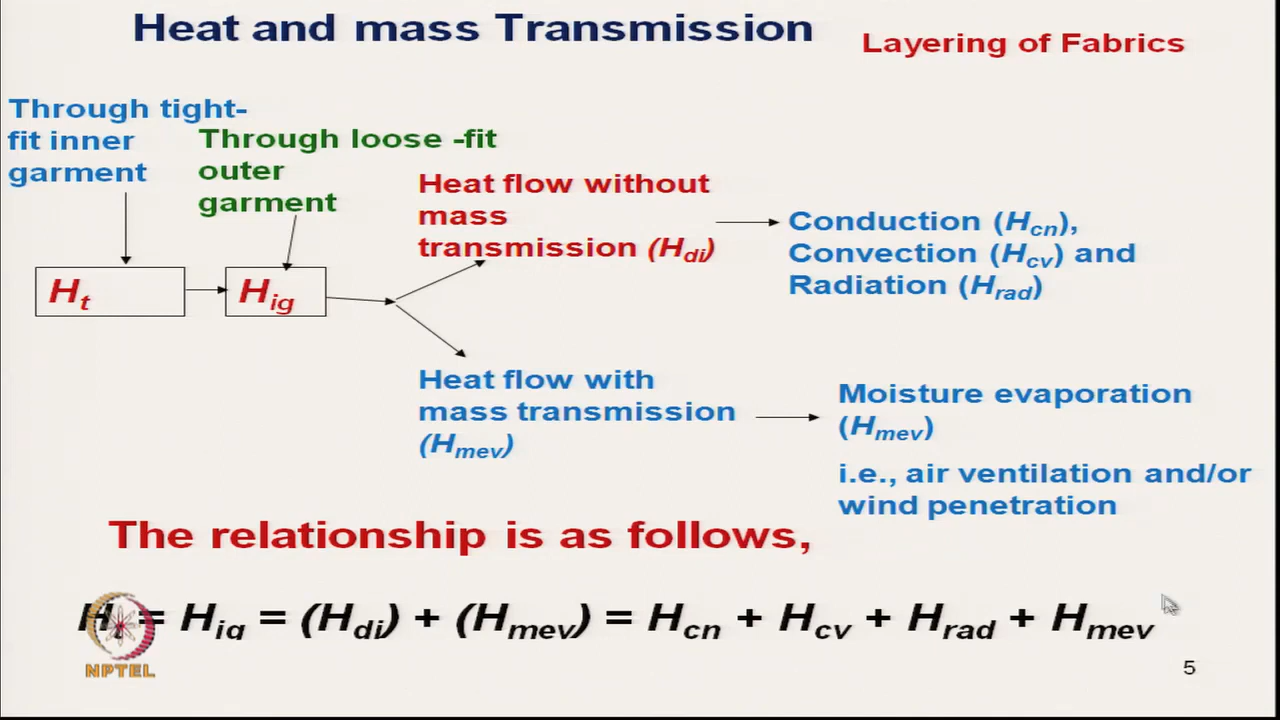 Heat and mass Transmission
Layering of Fabrics
Through tight-
fit inner
garment
Through loose -fit
outer
garment
Heat flow without
mass
transmission (Hdi)
Conduction (Hcn),
Convection (Hcv) and
Radiation (Hrad)
Ht
Hig
Heat flow with
mass transmission
(Hmev)
Moisture evaporation
(Hmev)
i.e., air ventilation and/or
wind penetration
The relationship is as follows,
H = Hig = (Hdi) + (Hmev) = Hcn + Hcv + Hrad + Hmev
NPTEL
5